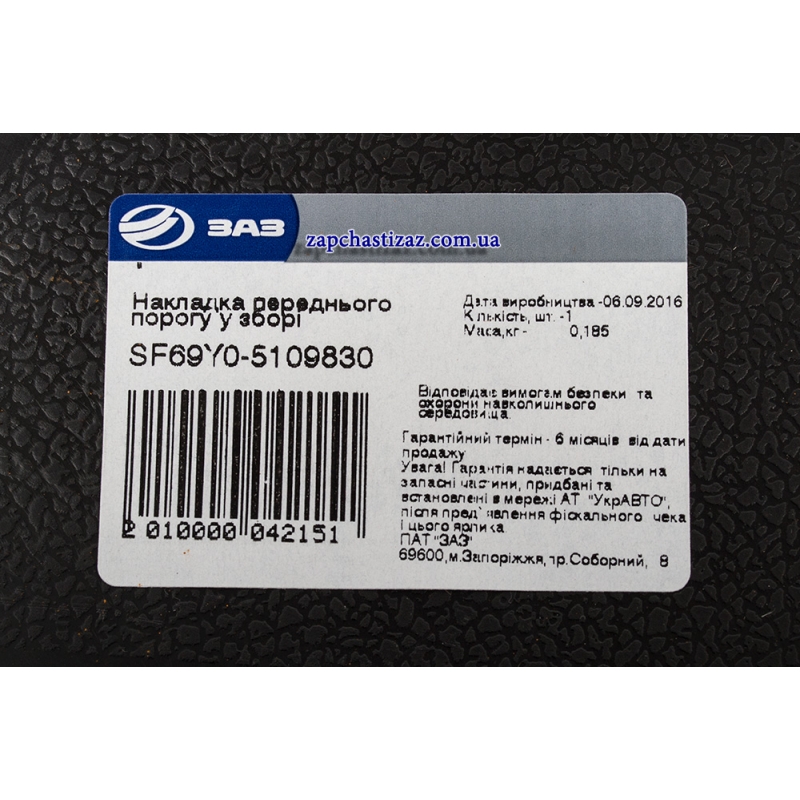 ЗАЗ
zapchastizaz.com.ua
Накладка переднього
порогу у зборі
SF69Y0-5109830
Дата виробництва -06.09.2016
Кількість, шт. -1
Маса,кг - 0,185
Відповідає вимогам безпеки та
охорони навколишнього
середовища.
Гарантійний термін - 6 місяців від дати
продажу
Увага! Гарантія надається тільки на
запасні частини, придбані та
встановлені в мережі АТ "УкрАВТО",
після пред'явлення фіскального чека
і цього ярлика
ПАТ "ЗАЗ"
69600,м.Запоріжжя,пр.Соборний, 8
2 010000 042151